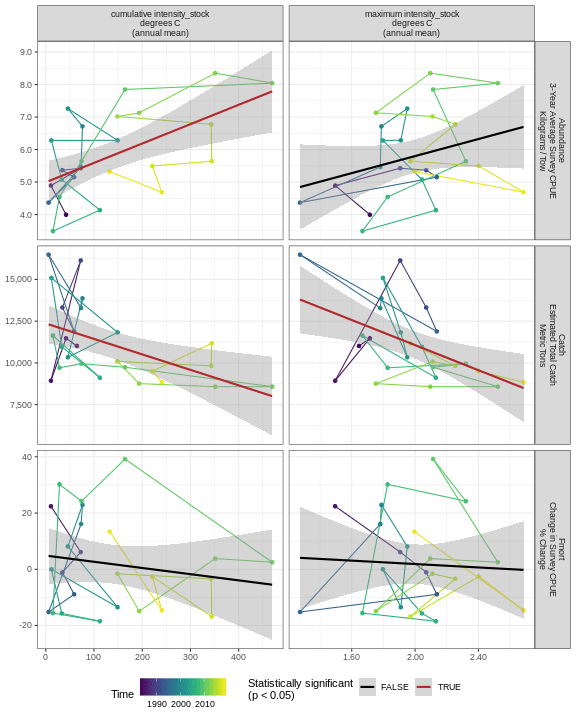 cumulative intensity_stock
degrees C
(annual mean)
maximum intensity_stock
degrees C
(annual mean)
9.0
8.0
7.0
6.0
5.0
4.0
Abundance
3-Year Average Survey CPUE
Kilograms / Tow
15,000
12,500
10,000
7,500
Catch
Estimated Total Catch
Metric Tons
40
20
0
-20
Fmort
Change in Survey CPUE
% Change
0
100
200
300
400
1.60
2.00
2.40
Time
1990 2000 2010
Statistically significant
(p < 0.05)
FALSE
TRUE